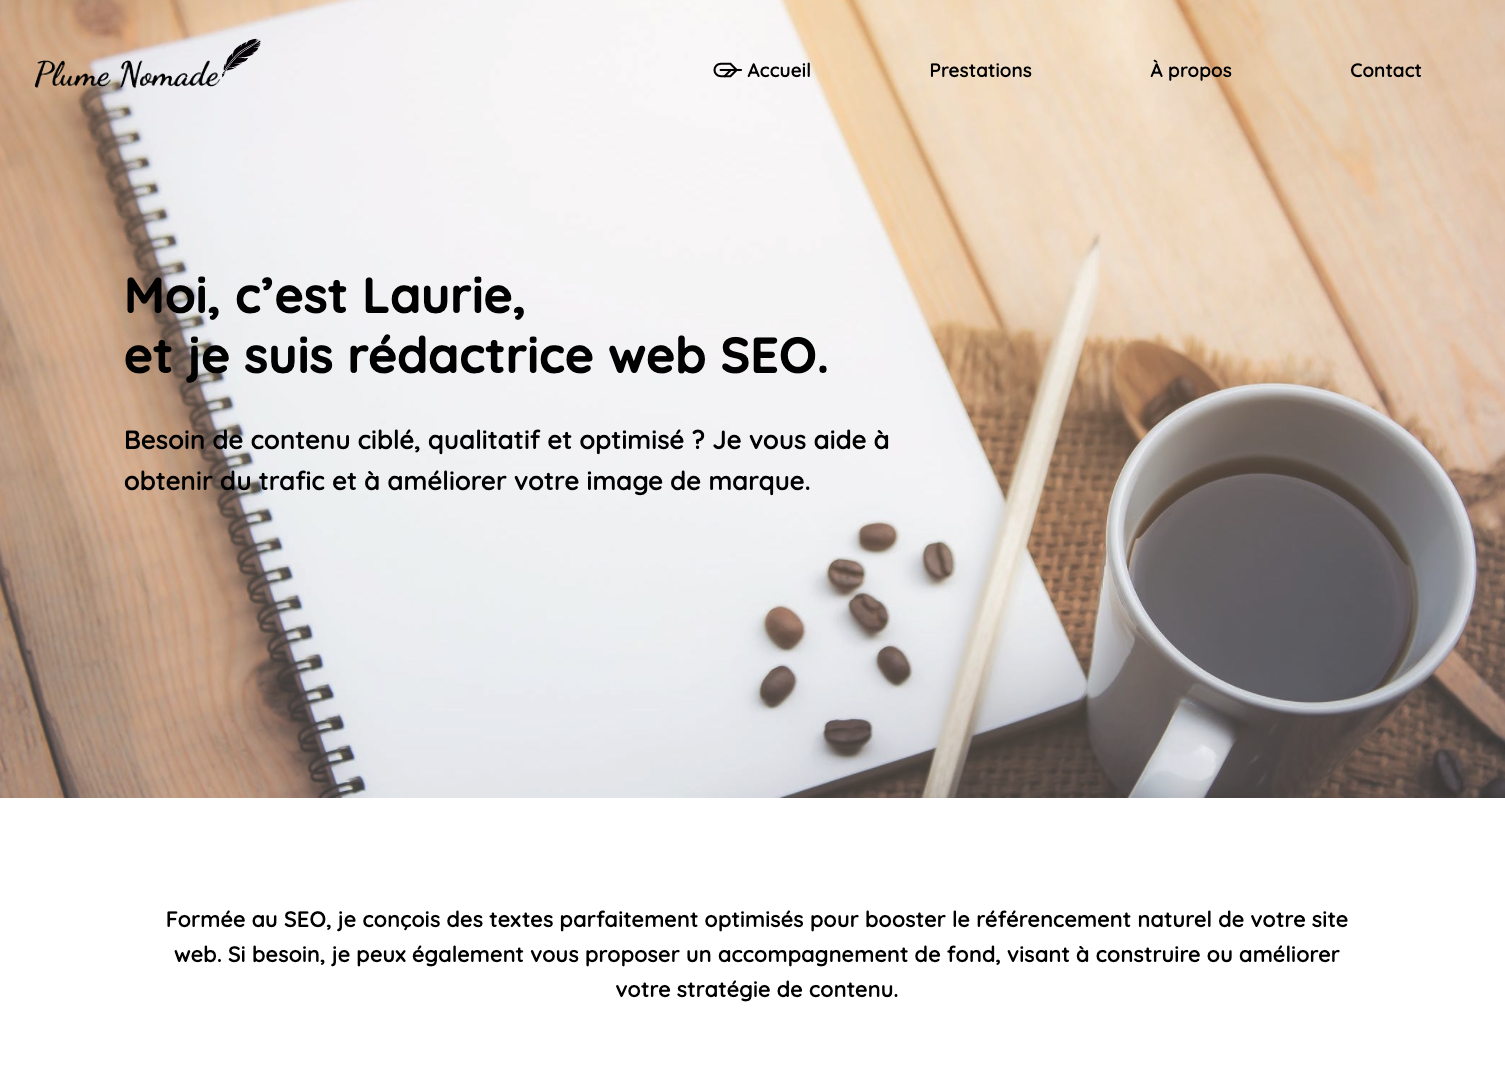 Plume Nomade
Accueil
Prestations
À propos
Contact
Moi, c’est Laurie,
et je suis rédactrice web SEO.
Besoin de contenu ciblé, qualitatif et optimisé ? Je vous aide à
obtenir du trafic et à améliorer votre image de marque.
Formée au SEO, je conçois des textes parfaitement optimisés pour booster le référencement naturel de votre site
web. Si besoin, je peux également vous proposer un accompagnement de fond, visant à construire ou améliorer
votre stratégie de contenu.